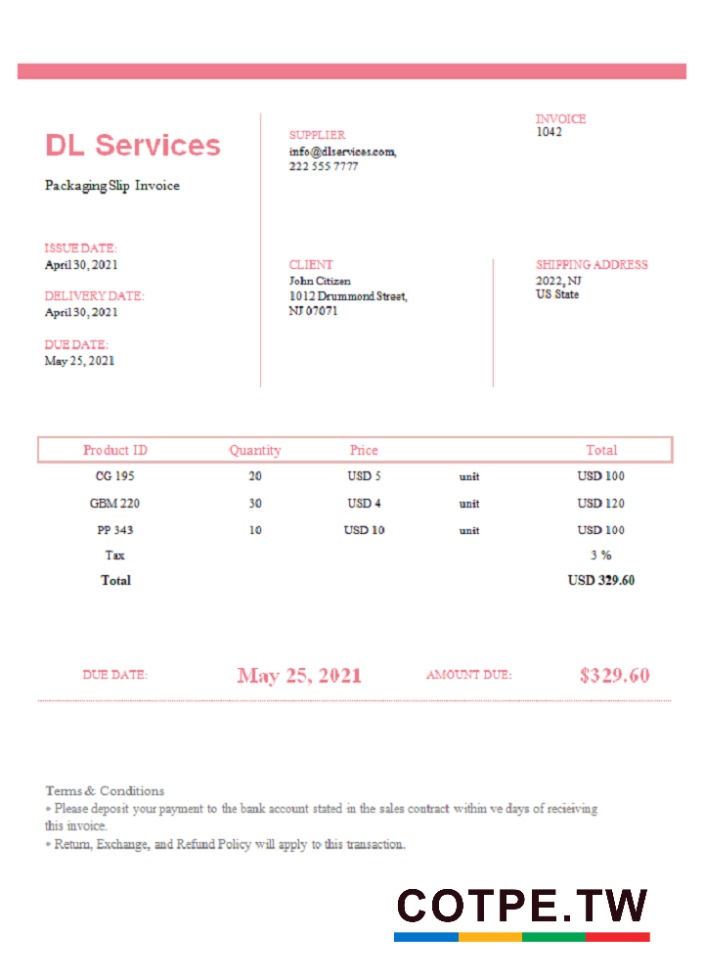 DL Services
Packaging Slip Invoice
ISSUE DATE:
April 30, 2021
DELIVERY DATE:
April 30, 2021
DUE DATE:
May 25, 2021
SUPPLIER
info@dlservices.com,
222 555 7777
INVOICE
1042
CLIENT
John Citizen
1012 Drummond Street,
NJ 07071
SHIPPING ADDRESS
2022, NJ
US State
Product ID Quantity Price Total
CG 195 20 USD 5 unit USD 100
GBM 220 30 USD 4 unit USD 120
PP 343 10 USD 10 unit USD 100
Tax 3 %
Total USD 329.60
DUE DATE: May 25, 2021 AMOUNT DUE: $329.60
Terms & Conditions
• Please deposit your payment to the bank account stated in the sales contract within ve days of recieiving
this invoice.
• Return, Exchange, and Refund Policy will apply to this transaction.
COTPE.TW